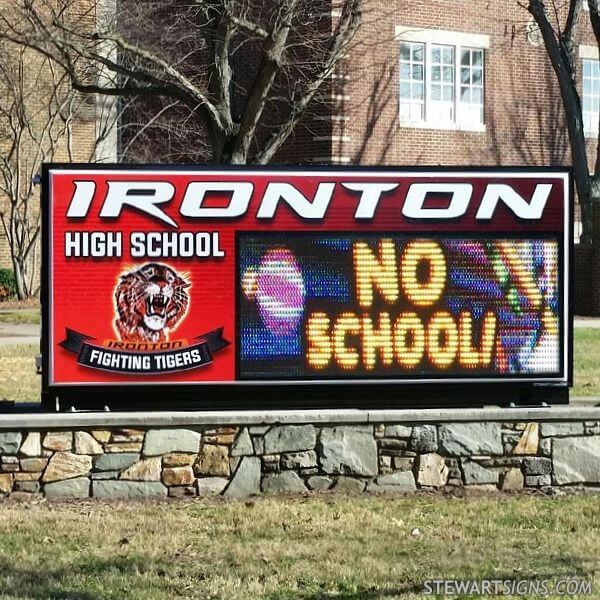 IRONTON
HIGH SCHOOL
IRONTON
FIGHTING TIGERS
NO
SCHOOL!
STEWARTSIGNS.COM